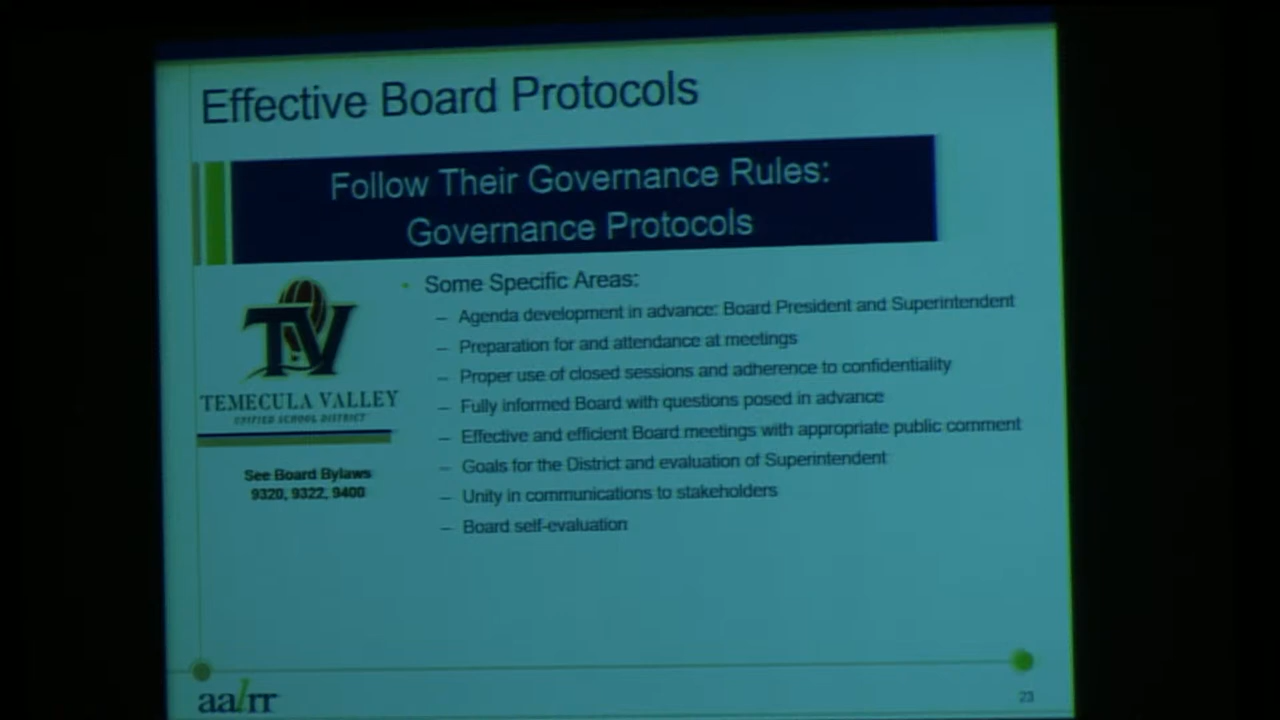 Effective Board Protocols
Follow Their Governance Rules:
Governance Protocols
• Some Specific Areas:
– Agenda development in advance: Board President and Superintendent
– Preparation for and attendance at meetings
– Proper use of closed sessions and adherence to confidentiality
– Fully informed Board with questions posed in advance
– Effective and efficient Board meetings with appropriate public comment
– Goals for the District and evaluation of Superintendent
– Unity in communications to stakeholders
– Board self-evaluation
TV
TEMECULA VALLEY
UNIFIED SCHOOL DISTRICT
See Board Bylaws
9320, 9322, 9400
aalrr
23